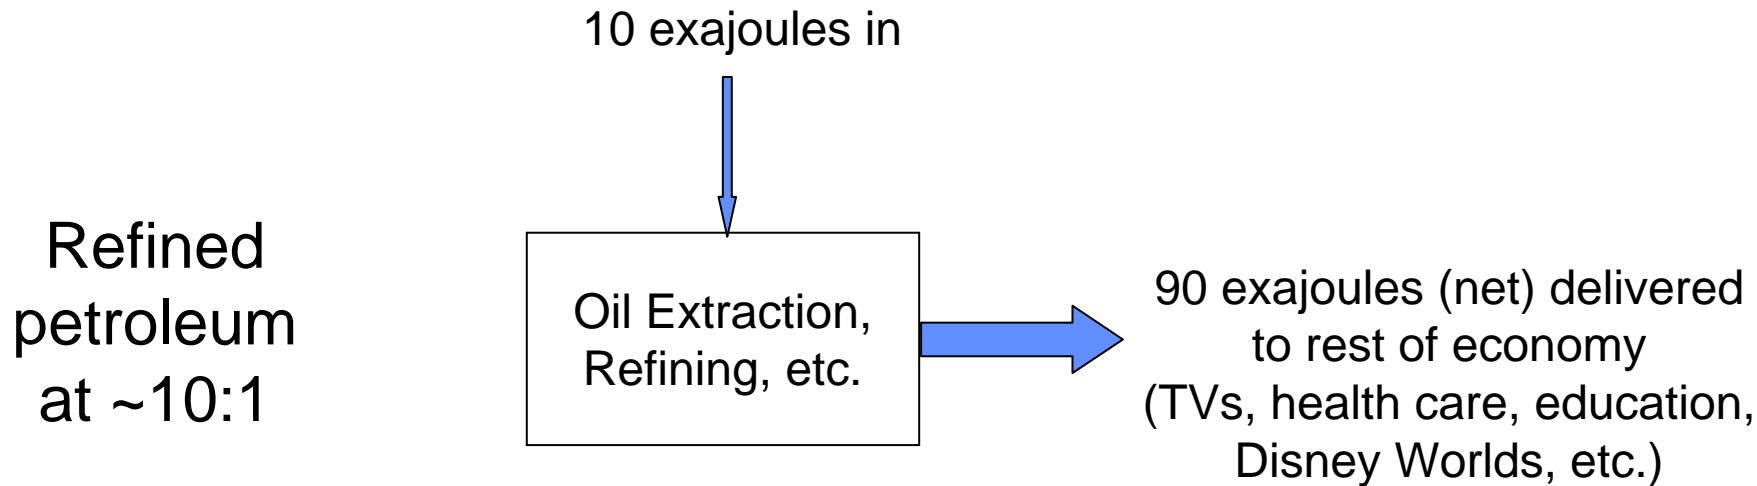 10 exajoules in
Refined
petroleum
at ~10:1
Oil Extraction,
Refining, etc.
90 exajoules (net) delivered
to rest of economy
(TVs, health care, education,
Disney Worlds, etc.)